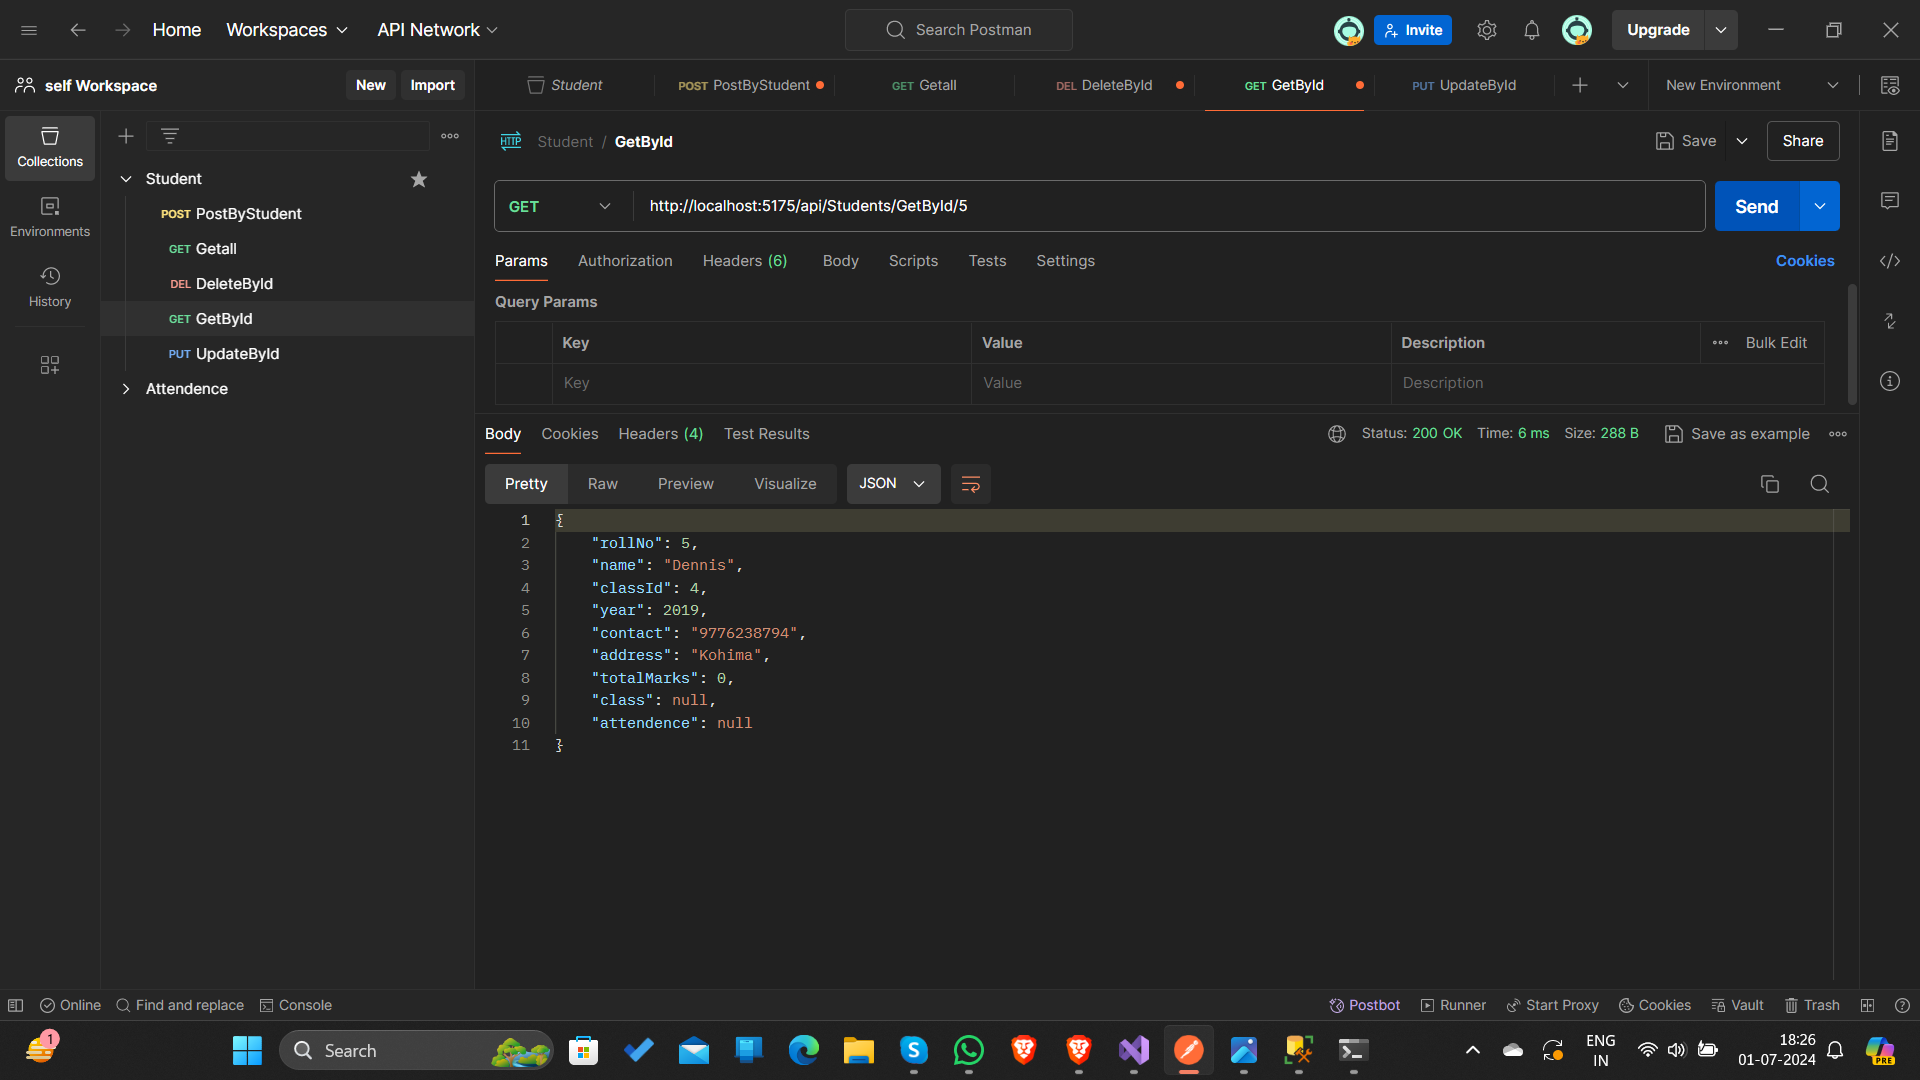 Home Workspaces API Network Search Postman Invite Upgrade
self Workspace New Import Student POST PostByStudent GET Getall DEL DeleteById GET GetById PUT UpdateById New Environment
Collections
Environments
History
Student
POST PostByStudent
GET Getall
DEL DeleteById
GET GetById
PUT UpdateById
Attendence
HTTP Student / GetById Save Share
GET http://localhost:5175/api/Students/GetById/5 Send
Params Authorization Headers (6) Body Scripts Tests Settings Cookies
Query Params
Key Value Description Bulk Edit
Key Value Description
Body Cookies Headers (4) Test Results Status: 200 OK Time: 6 ms Size: 288 B Save as example
Pretty Raw Preview Visualize JSON
1 {
2 "rollNo": 5,
3 "name": "Dennis",
4 "classId": 4,
5 "year": 2019,
6 "contact": "9776238794",
7 "address": "Kohima",
8 "totalMarks": 0,
9 "class": null,
10 "attendence": null
11 }
Online Find and replace Console Postbot Runner Start Proxy Cookies Vault Trash
1 Search ENG 18:26
IN 01-07-2024 PRE